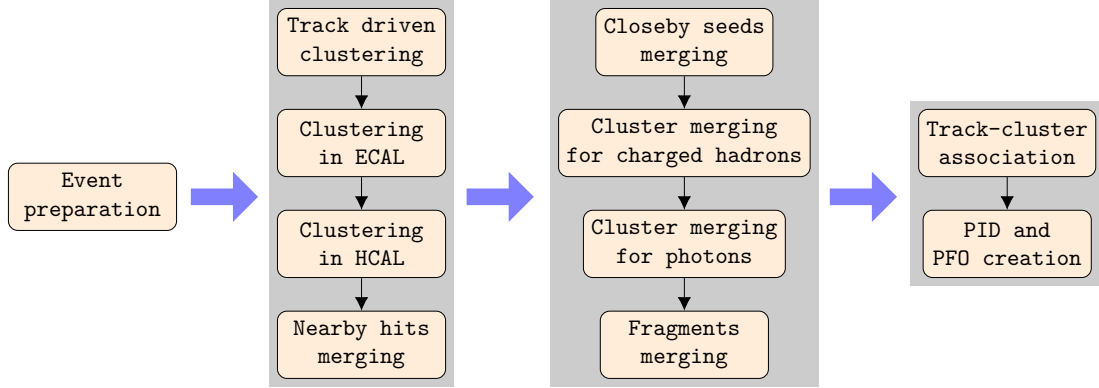 Event
preparation
Track driven
clustering
Clustering
in ECAL
Clustering
in HCAL
Nearby hits
merging
Closeby seeds
merging
Cluster merging
for charged hadrons
Cluster merging
for photons
Fragments
merging
Track-cluster
association
PID and
PFO creation